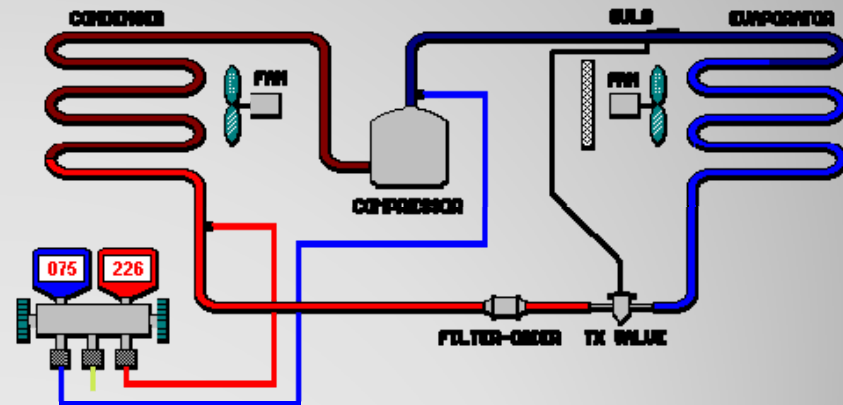 CONDENSER
BULB
EVAPORATOR
FAN
FAN
COMPRESSOR
075
226
FILTER-DRIER
TX VALVE